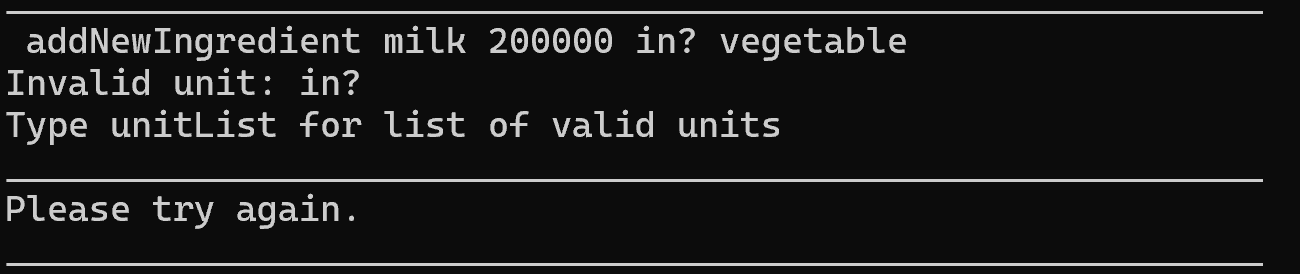 addNewIngredient milk 200000 in? vegetable
Invalid unit: in?
Type unitList for list of valid units
Please try again.